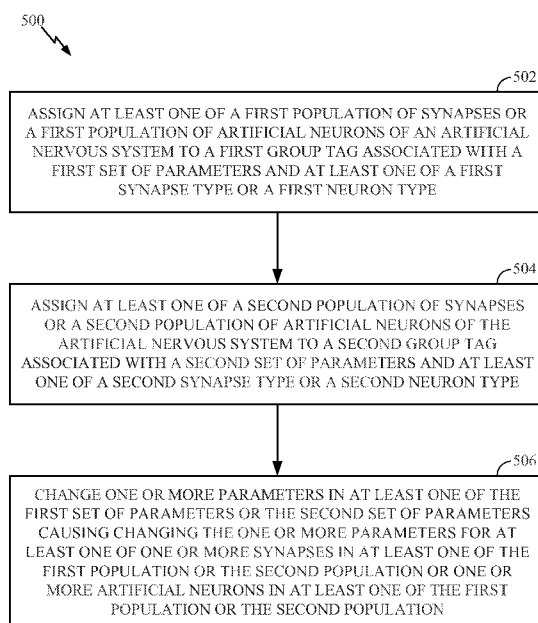 500
502
ASSIGN AT LEAST ONE OF A FIRST POPULATION OF SYNAPSES OR
A FIRST POPULATION OF ARTIFICIAL NEURONS OF AN ARTIFICIAL
NERVOUS SYSTEM TO A FIRST GROUP TAG ASSOCIATED WITH A
FIRST SET OF PARAMETERS AND AT LEAST ONE OF A FIRST
SYNAPSE TYPE OR A FIRST NEURON TYPE
504
ASSIGN AT LEAST ONE OF A SECOND POPULATION OF SYNAPSES
OR A SECOND POPULATION OF ARTIFICIAL NEURONS OF THE
ARTIFICIAL NERVOUS SYSTEM TO A SECOND GROUP TAG
ASSOCIATED WITH A SECOND SET OF PARAMETERS AND AT LEAST
ONE OF A SECOND SYNAPSE TYPE OR A SECOND NEURON TYPE
506
CHANGE ONE OR MORE PARAMETERS IN AT LEAST ONE OF THE
FIRST SET OF PARAMETERS OR THE SECOND SET OF PARAMETERS
CAUSING CHANGING THE ONE OR MORE PARAMETERS FOR AT
LEAST ONE OF ONE OR MORE SYNAPSES IN AT LEAST ONE OF THE
FIRST POPULATION OR THE SECOND POPULATION OR ONE OR
MORE ARTIFICIAL NEURONS IN AT LEAST ONE OF THE FIRST
POPULATION OR THE SECOND POPULATION